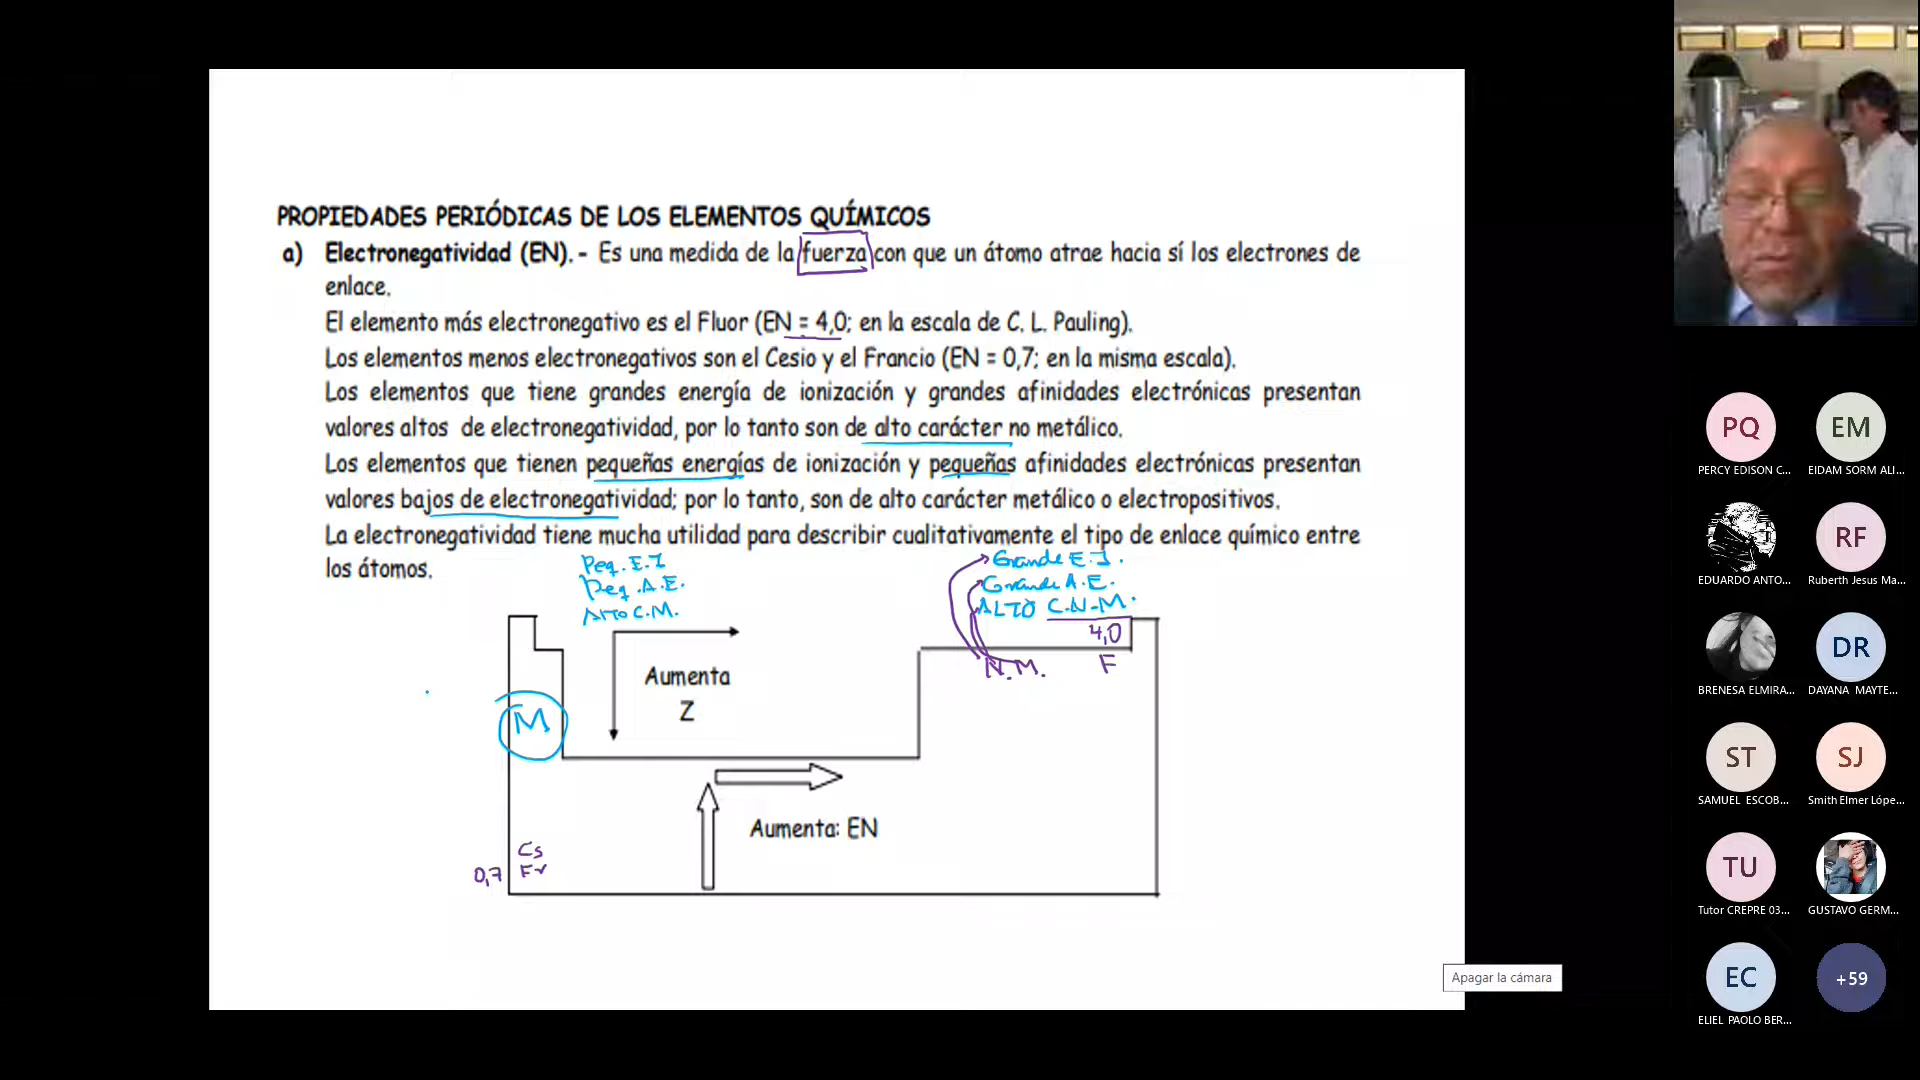 PROPIEDADES PERIÓDICAS DE LOS ELEMENTOS QUÍMICOS
a) Electronegatividad (EN). - Es una medida de la fuerza con que un átomo atrae hacia sí los electrones de
enlace.
El elemento más electronegativo es el Fluor (EN = 4,0; en la escala de C. L. Pauling).
Los elementos menos electronegativos son el Cesio y el Francio (EN = 0,7; en la misma escala).
Los elementos que tiene grandes energía de ionización y grandes afinidades electrónicas presentan
valores altos de electronegatividad, por lo tanto son de alto carácter no metálico.
Los elementos que tienen pequeñas energías de ionización y pequeñas afinidades electrónicas presentan
valores bajos de electronegatividad; por lo tanto, son de alto carácter metálico o electropositivos.
La electronegatividad tiene mucha utilidad para describir cualitativamente el tipo de enlace químico entre
los átomos.
Peq. E.I
Peq. A.E.
Alto C.M.
Grande E.I.
Grande A.E.
ALTO C.N.M.
4,0
N.M.
F
Aumenta
Z
M
Aumenta: EN
Cs
0,7 Fr
Apagar la cámara
PQ
PERCY EDISON C...
EM
EIDAM SORM ALI...
EDUARDO ANTO...
RF
Ruberth Jesus Ma...
BRENESA ELMIRA...
DR
DAYANA MAYTE...
ST
SAMUEL ESCOB...
SJ
Smith Elmer Lópe...
TU
Tutor CREPRE 03...
GUSTAVO GERM...
EC
ELIEL PAOLO BER...
+59